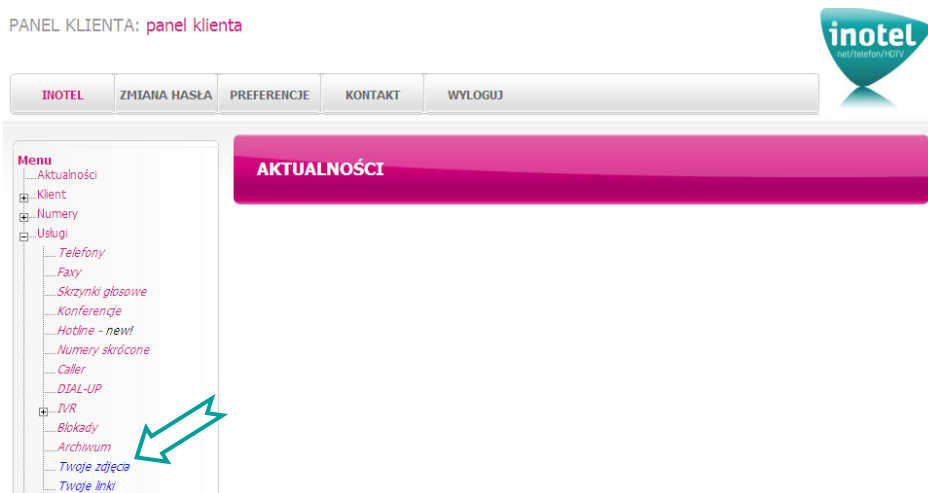 PANEL KLIENTA: panel klienta
inotel
net/telefon/HDTV
INOTEL ZMIANA HASŁA PREFERENCJE KONTAKT WYLOGUJ
Menu
Aktualności
Klient
Numery
Usługi
Telefony
Faxy
Skrzynki głosowe
Konferencje
Hotline - new!
Numery skrócone
Caller
DIAL-UP
IVR
Blokady
Archiwum
Twoje zdjęcia
Twoje linki
AKTUALNOŚCI